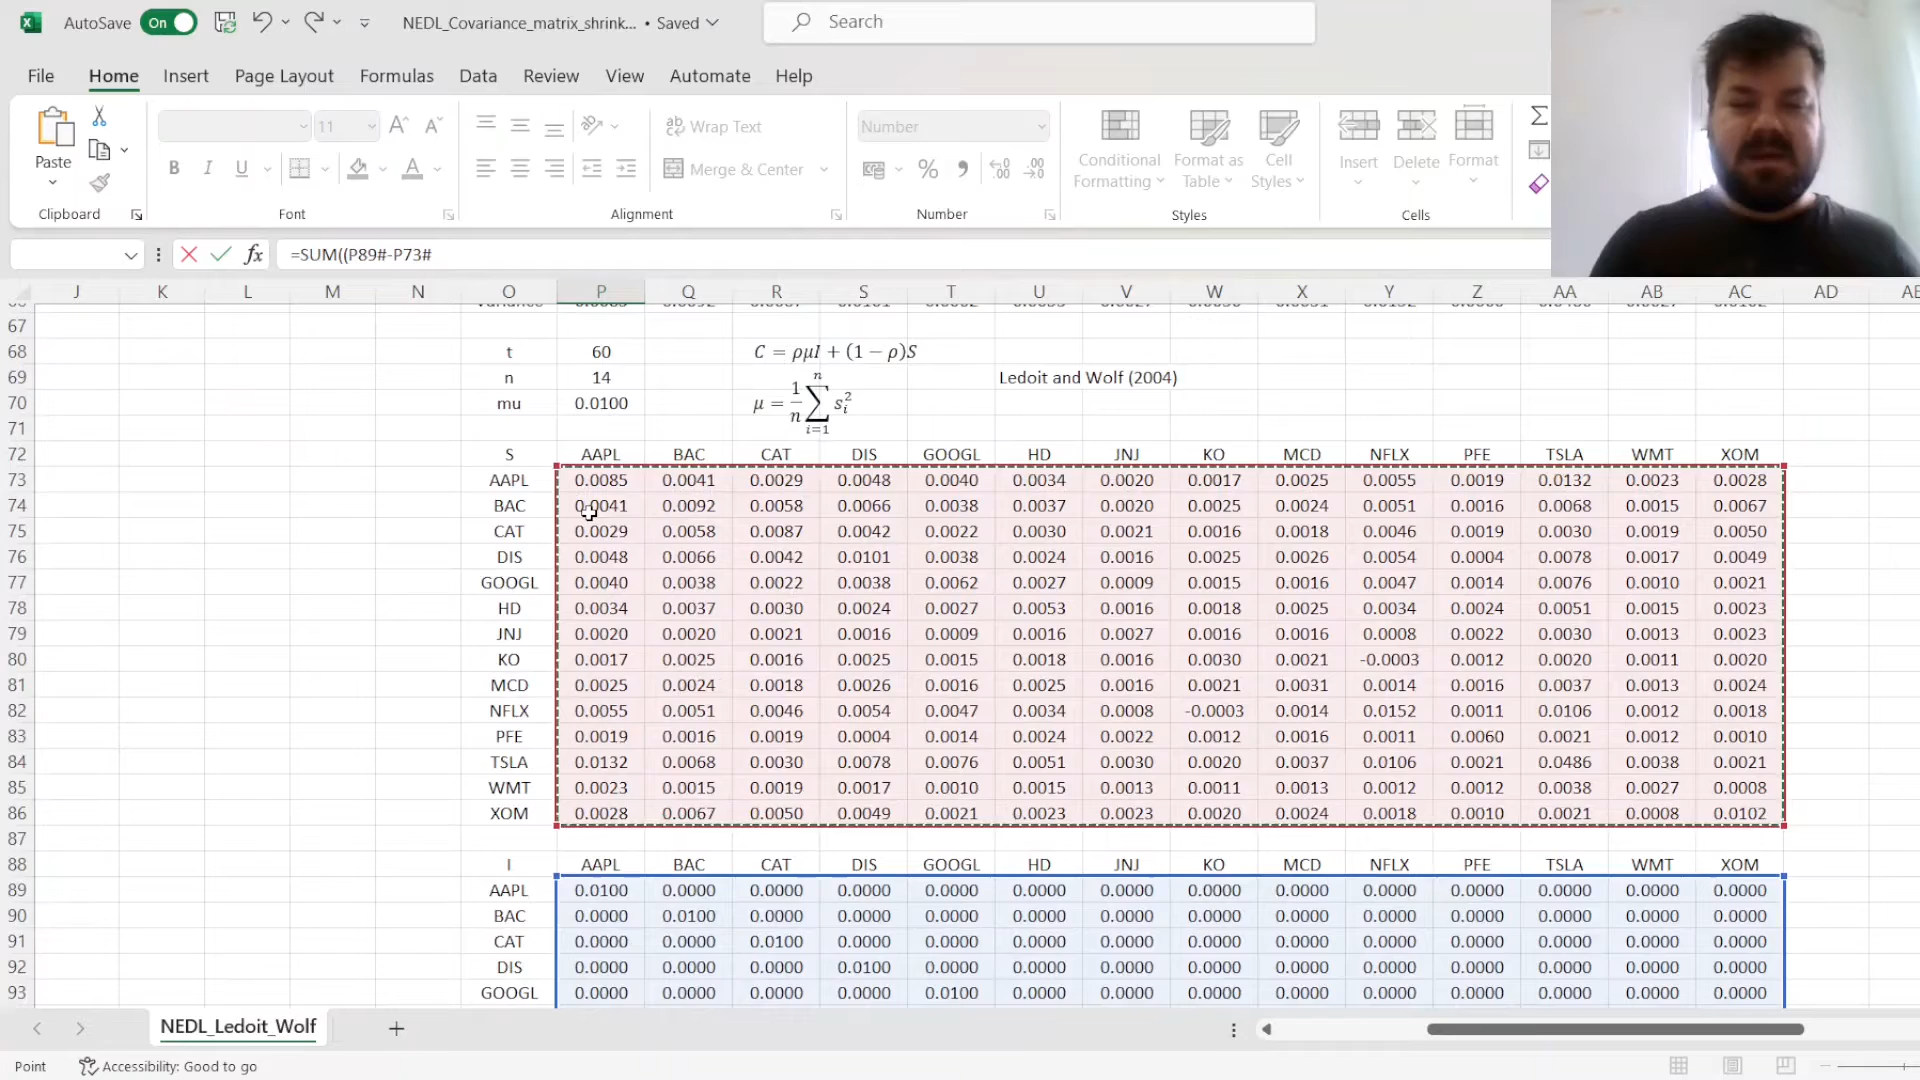 AutoSave On NEDL_Covariance_matrix_shrink... • Saved Search
File Home Insert Page Layout Formulas Data Review View Automate Help
11 Wrap Text Number
Paste B I U Merge & Center Conditional Formatting Format as Table Cell Styles Insert Delete Format
Clipboard Font Alignment Number Styles Cells
fx =SUM((P89#-P73#
J K L M N O P Q R S T U V W X Y Z AA AB AC AD AE
67
68 t 60 C = ρμI + (1 − ρ)S
69 n 14 Ledoit and Wolf (2004)
70 mu 0.0100 μ = 1/n ∑ i=1 n s_i^2
71
72 S AAPL BAC CAT DIS GOOGL HD JNJ KO MCD NFLX PFE TSLA WMT XOM
73 AAPL 0.0085 0.0041 0.0029 0.0048 0.0040 0.0034 0.0020 0.0017 0.0025 0.0055 0.0019 0.0132 0.0023 0.0028
74 BAC 0.0041 0.0092 0.0058 0.0066 0.0038 0.0037 0.0020 0.0025 0.0024 0.0051 0.0016 0.0068 0.0015 0.0067
75 CAT 0.0029 0.0058 0.0087 0.0042 0.0022 0.0030 0.0021 0.0016 0.0018 0.0046 0.0019 0.0030 0.0019 0.0050
76 DIS 0.0048 0.0066 0.0042 0.0101 0.0038 0.0024 0.0016 0.0025 0.0026 0.0054 0.0004 0.0078 0.0017 0.0049
77 GOOGL 0.0040 0.0038 0.0022 0.0038 0.0062 0.0027 0.0009 0.0015 0.0016 0.0047 0.0014 0.0076 0.0010 0.0021
78 HD 0.0034 0.0037 0.0030 0.0024 0.0027 0.0053 0.0016 0.0018 0.0025 0.0034 0.0024 0.0051 0.0015 0.0023
79 JNJ 0.0020 0.0020 0.0021 0.0016 0.0009 0.0016 0.0027 0.0016 0.0016 0.0008 0.0022 0.0030 0.0013 0.0023
80 KO 0.0017 0.0025 0.0016 0.0025 0.0015 0.0018 0.0016 0.0030 0.0021 -0.0003 0.0012 0.0020 0.0011 0.0020
81 MCD 0.0025 0.0024 0.0018 0.0026 0.0016 0.0025 0.0016 0.0021 0.0031 0.0014 0.0016 0.0037 0.0013 0.0024
82 NFLX 0.0055 0.0051 0.0046 0.0054 0.0047 0.0034 0.0008 -0.0003 0.0014 0.0152 0.0011 0.0106 0.0012 0.0018
83 PFE 0.0019 0.0016 0.0019 0.0004 0.0014 0.0024 0.0022 0.0012 0.0016 0.0011 0.0060 0.0021 0.0012 0.0010
84 TSLA 0.0132 0.0068 0.0030 0.0078 0.0076 0.0051 0.0030 0.0020 0.0037 0.0106 0.0021 0.0486 0.0038 0.0021
85 WMT 0.0023 0.0015 0.0019 0.0017 0.0010 0.0015 0.0013 0.0011 0.0013 0.0012 0.0012 0.0038 0.0027 0.0008
86 XOM 0.0028 0.0067 0.0050 0.0049 0.0021 0.0023 0.0023 0.0020 0.0024 0.0018 0.0010 0.0021 0.0008 0.0102
87
88 I AAPL BAC CAT DIS GOOGL HD JNJ KO MCD NFLX PFE TSLA WMT XOM
89 AAPL 0.0100 0.0000 0.0000 0.0000 0.0000 0.0000 0.0000 0.0000 0.0000 0.0000 0.0000 0.0000 0.0000 0.0000
90 BAC 0.0000 0.0100 0.0000 0.0000 0.0000 0.0000 0.0000 0.0000 0.0000 0.0000 0.0000 0.0000 0.0000 0.0000
91 CAT 0.0000 0.0000 0.0100 0.0000 0.0000 0.0000 0.0000 0.0000 0.0000 0.0000 0.0000 0.0000 0.0000 0.0000
92 DIS 0.0000 0.0000 0.0000 0.0100 0.0000 0.0000 0.0000 0.0000 0.0000 0.0000 0.0000 0.0000 0.0000 0.0000
93 GOOGL 0.0000 0.0000 0.0000 0.0000 0.0100 0.0000 0.0000 0.0000 0.0000 0.0000 0.0000 0.0000 0.0000 0.0000
NEDL_Ledoit_Wolf
Point Accessibility: Good to go